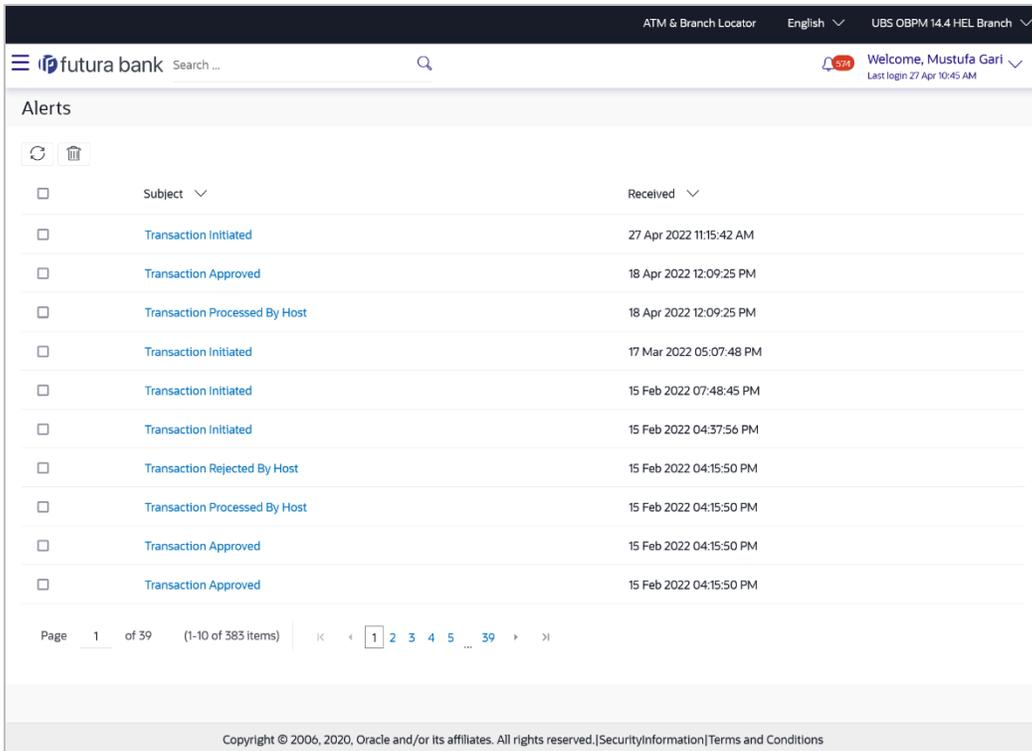 ATM & Branch Locator English UBS OBPM 14.4 HEL Branch
futura bank Search ... 574 Welcome, Mustufa Gari
Last login 27 Apr 10:45 AM
Alerts
Subject Received
Transaction Initiated 27 Apr 2022 11:15:42 AM
Transaction Approved 18 Apr 2022 12:09:25 PM
Transaction Processed By Host 18 Apr 2022 12:09:25 PM
Transaction Initiated 17 Mar 2022 05:07:48 PM
Transaction Initiated 15 Feb 2022 07:48:45 PM
Transaction Initiated 15 Feb 2022 04:37:56 PM
Transaction Rejected By Host 15 Feb 2022 04:15:50 PM
Transaction Processed By Host 15 Feb 2022 04:15:50 PM
Transaction Approved 15 Feb 2022 04:15:50 PM
Transaction Approved 15 Feb 2022 04:15:50 PM
Page 1 of 39 (1-10 of 383 items) 1 2 3 4 5 ... 39
Copyright © 2006, 2020, Oracle and/or its affiliates. All rights reserved.|SecurityInformation|Terms and Conditions